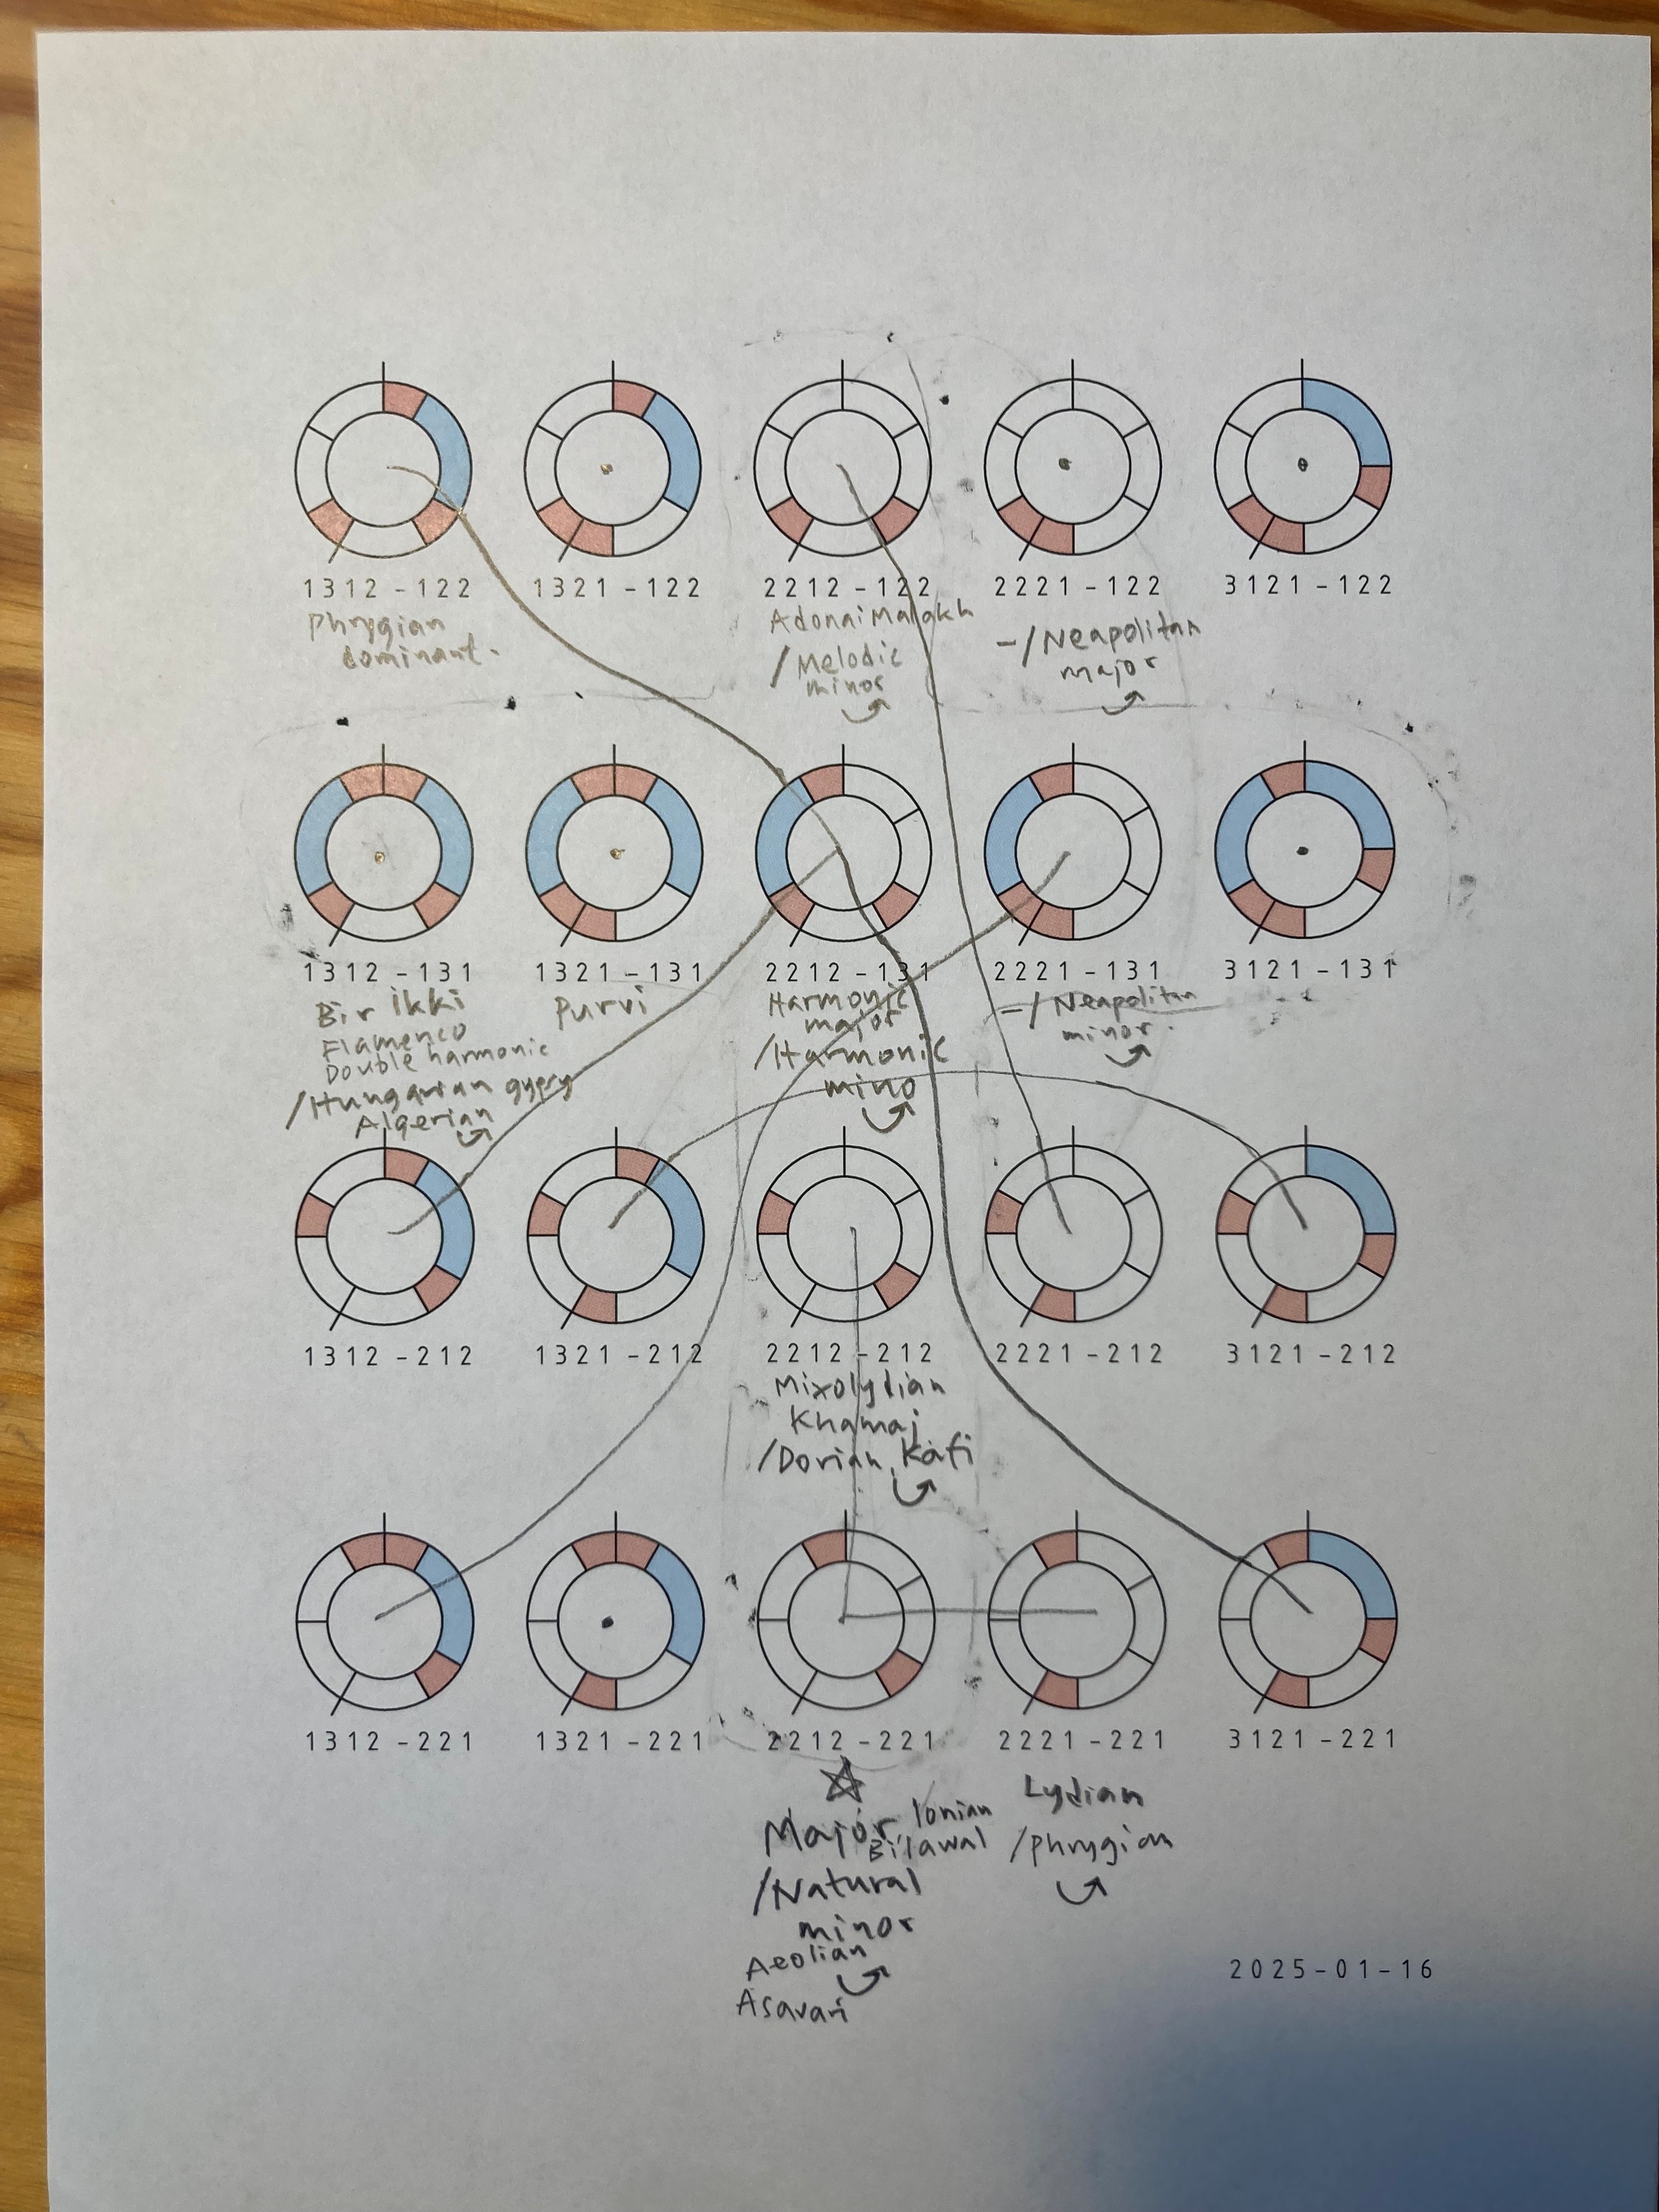 1312-122
1321-122
2212-122
2221-122
3121-122
Phrygian
dominant.
Adonai Malakh
/Melodic
minor
-/Neapolitan
major
1312-131
1321-131
2212-131
2221-131
3121-131
Bir Ikki
Flamenco
Double harmonic
/Hungarian gypsy
Algerian
Purvi
Harmonic
major
/Harmonic
mino
-/Neapolitan
minor.
1312-212
1321-212
2212-212
2221-212
3121-212
Mixolydian
Khamaj
/Dorian, Kafi
1312-221
1321-221
2212-221
2221-221
3121-221
Major Ionian
Bilawal
/Natural
minor
Aeolian
Asavari
Lydian
/Phrygian
2025-01-16